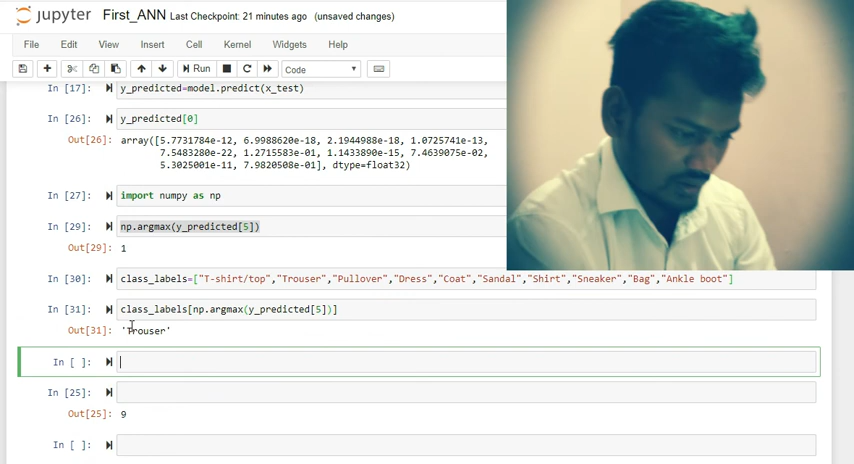 jupyter First_ANN Last Checkpoint: 21 minutes ago (unsaved changes)
File Edit View Insert Cell Kernel Widgets Help
Run Code
In [17]: y_predicted=model.predict(x_test)
In [26]: y_predicted[0]
Out[26]: array([5.7731784e-12, 6.9988620e-18, 2.1944988e-18, 1.0725741e-13,
7.5483280e-22, 1.2715583e-01, 1.1433890e-15, 7.4639075e-02,
5.3025001e-11, 7.9820508e-01], dtype=float32)
In [27]: import numpy as np
In [29]: np.argmax(y_predicted[5])
Out[29]: 1
In [30]: class_labels=["T-shirt/top","Trouser","Pullover","Dress","Coat","Sandal","Shirt","Sneaker","Bag","Ankle boot"]
In [31]: class_labels[np.argmax(y_predicted[5])]
Out[31]: 'Trouser'
In [ ]:
In [25]:
Out[25]: 9
In [ ]: